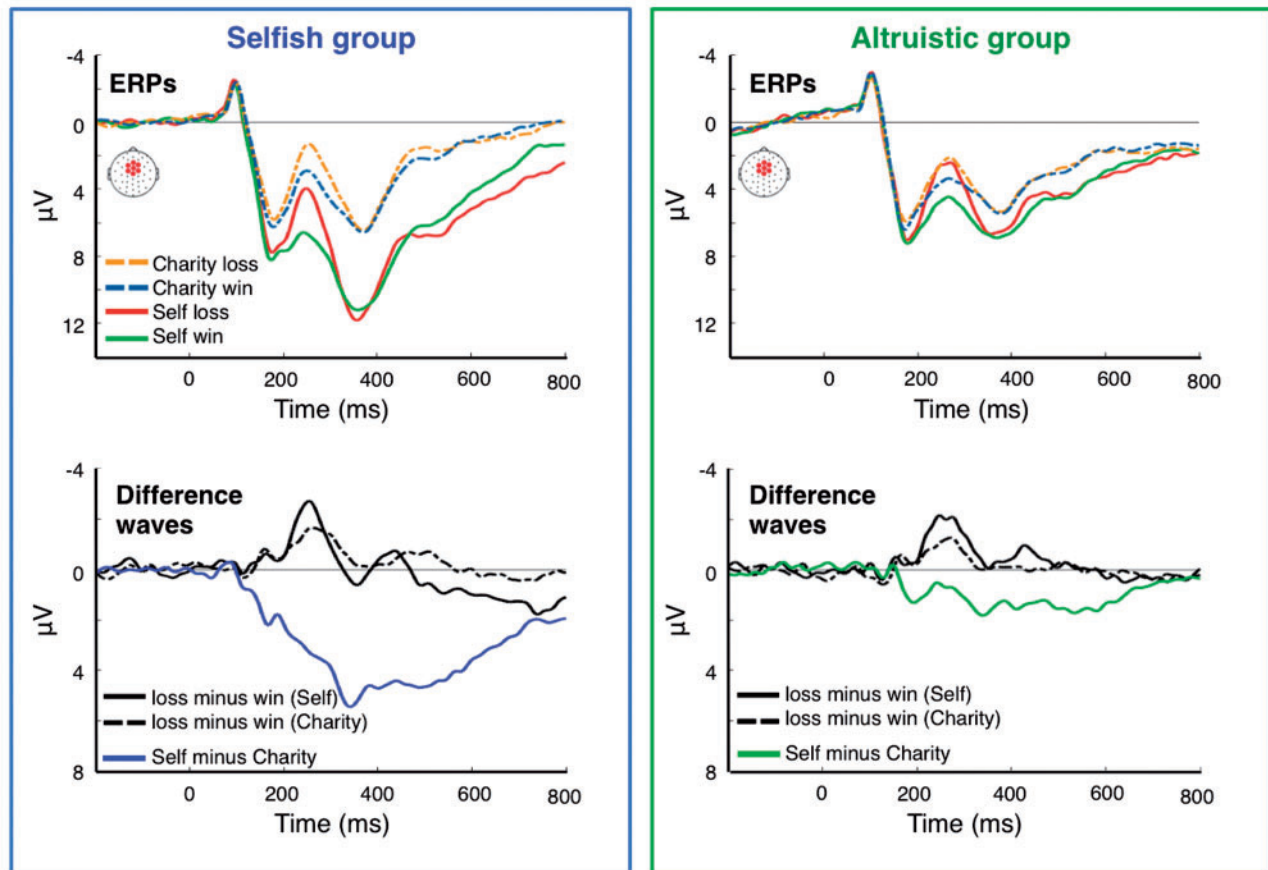 Selfish group
-4
ERPs
0
4
8
12
µV
Charity loss
Charity win
Self loss
Self win
0 200 400 600 800
Time (ms)
-4
Difference
waves
0
4
8
µV
loss minus win (Self)
loss minus win (Charity)
Self minus Charity
0 200 400 600 800
Time (ms)
Altruistic group
-4
ERPs
0
4
8
12
µV
0 200 400 600 800
Time (ms)
-4
Difference
waves
0
4
8
µV
loss minus win (Self)
loss minus win (Charity)
Self minus Charity
0 200 400 600 800
Time (ms)